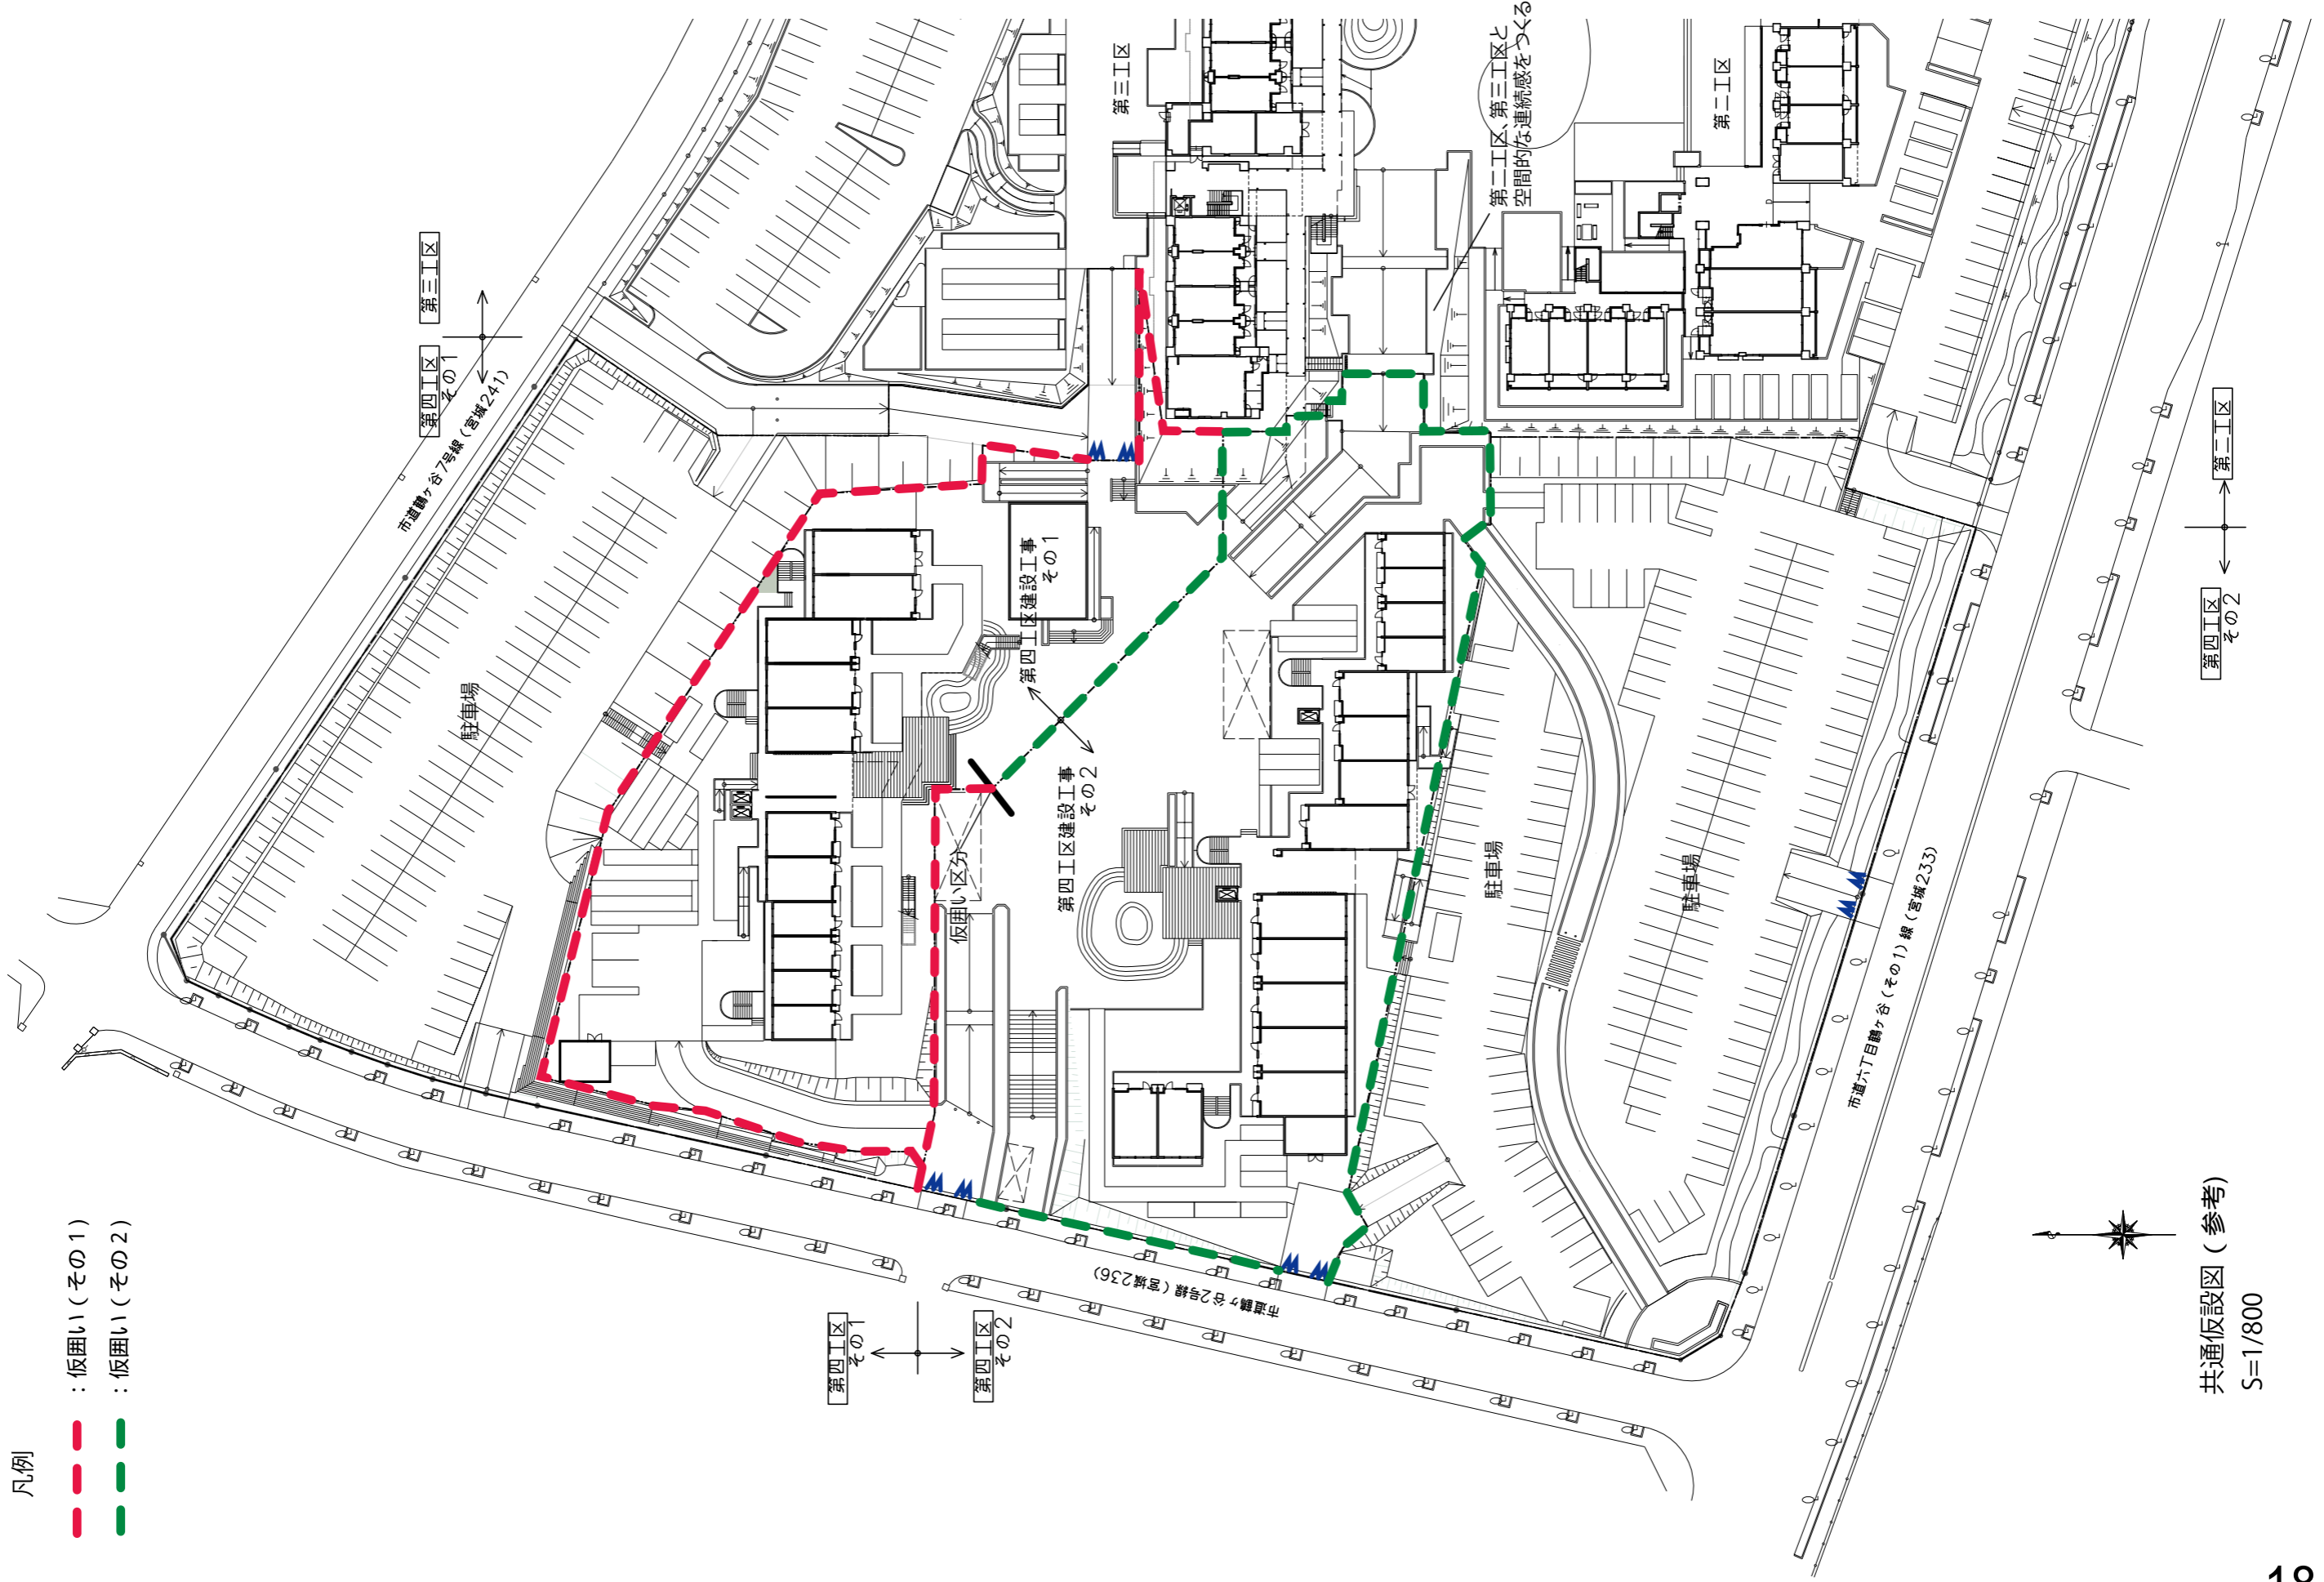 凡例
：仮囲い（その１）
：仮囲い（その２）
第三工区
第四工区
その１
市道鶴ヶ谷７号線（宮城241）
駐車場
第三工区
第二工区、第三工区と
空間的な連続感をつくる
第二工区
第四工区建設工事
その１
第四工区建設工事
その２
仮囲い区分
駐車場
駐車場
第二工区
第四工区
その２
市道六丁目鶴ヶ谷（その１）線（宮城233）
市道鶴ヶ谷２号線（宮城236）
第四工区
その１
第四工区
その２
共通仮設図（参考）
S=1/800